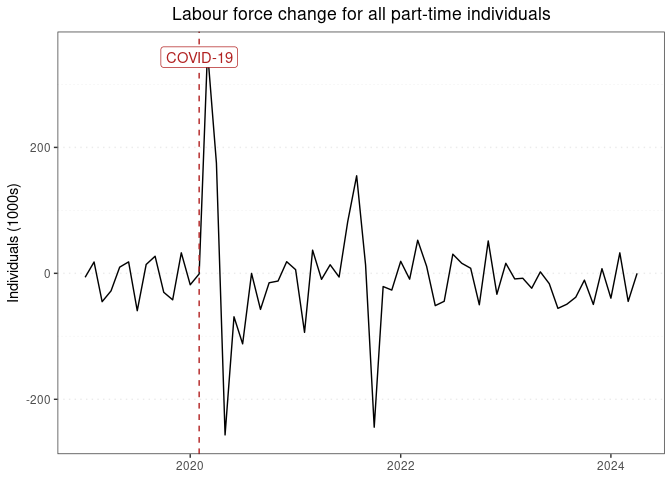 Labour force change for all part-time individuals
COVID-19
Individuals (1000s)
200
0
-200
2020
2022
2024